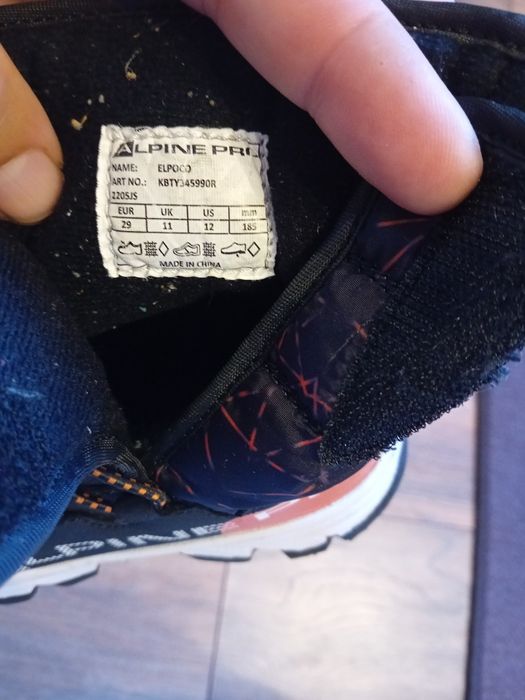 ALPINE PRO
NAME: ELPOCO
ART NO.: KBTY345990R
220SJS
EUR UK US mm
29 11 12 185
MADE IN CHINA